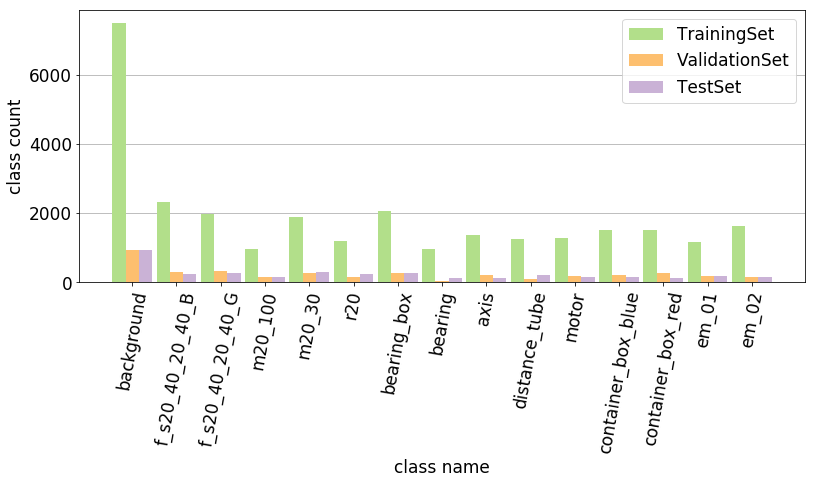 TrainingSet
ValidationSet
TestSet
class count
6000
4000
2000
0
background
f_s20_40_20_40_B
f_s20_40_20_40_G
m20_100
m20_30
r20
bearing_box
bearing
axis
distance_tube
motor
container_box_blue
container_box_red
em_01
em_02
class name